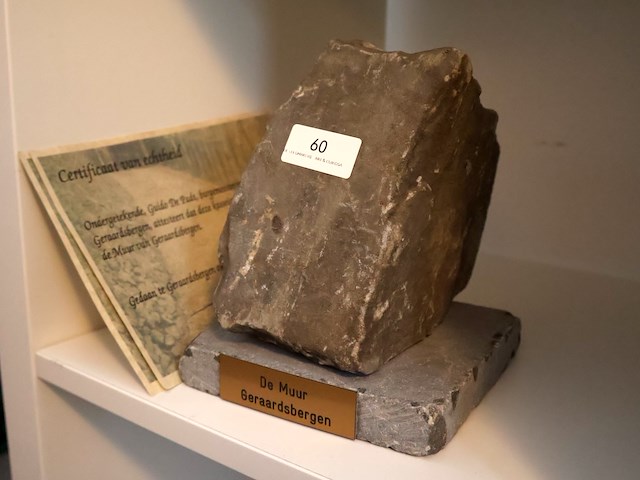 Certificaat van echtheid
Ondergetekende, Guido De Padt, burgemeester
Geraardsbergen, attesteert dat deze
de Muur van Geraardsbergen.
Gedaan te Geraardsbergen
60
De Muur
Geraardsbergen